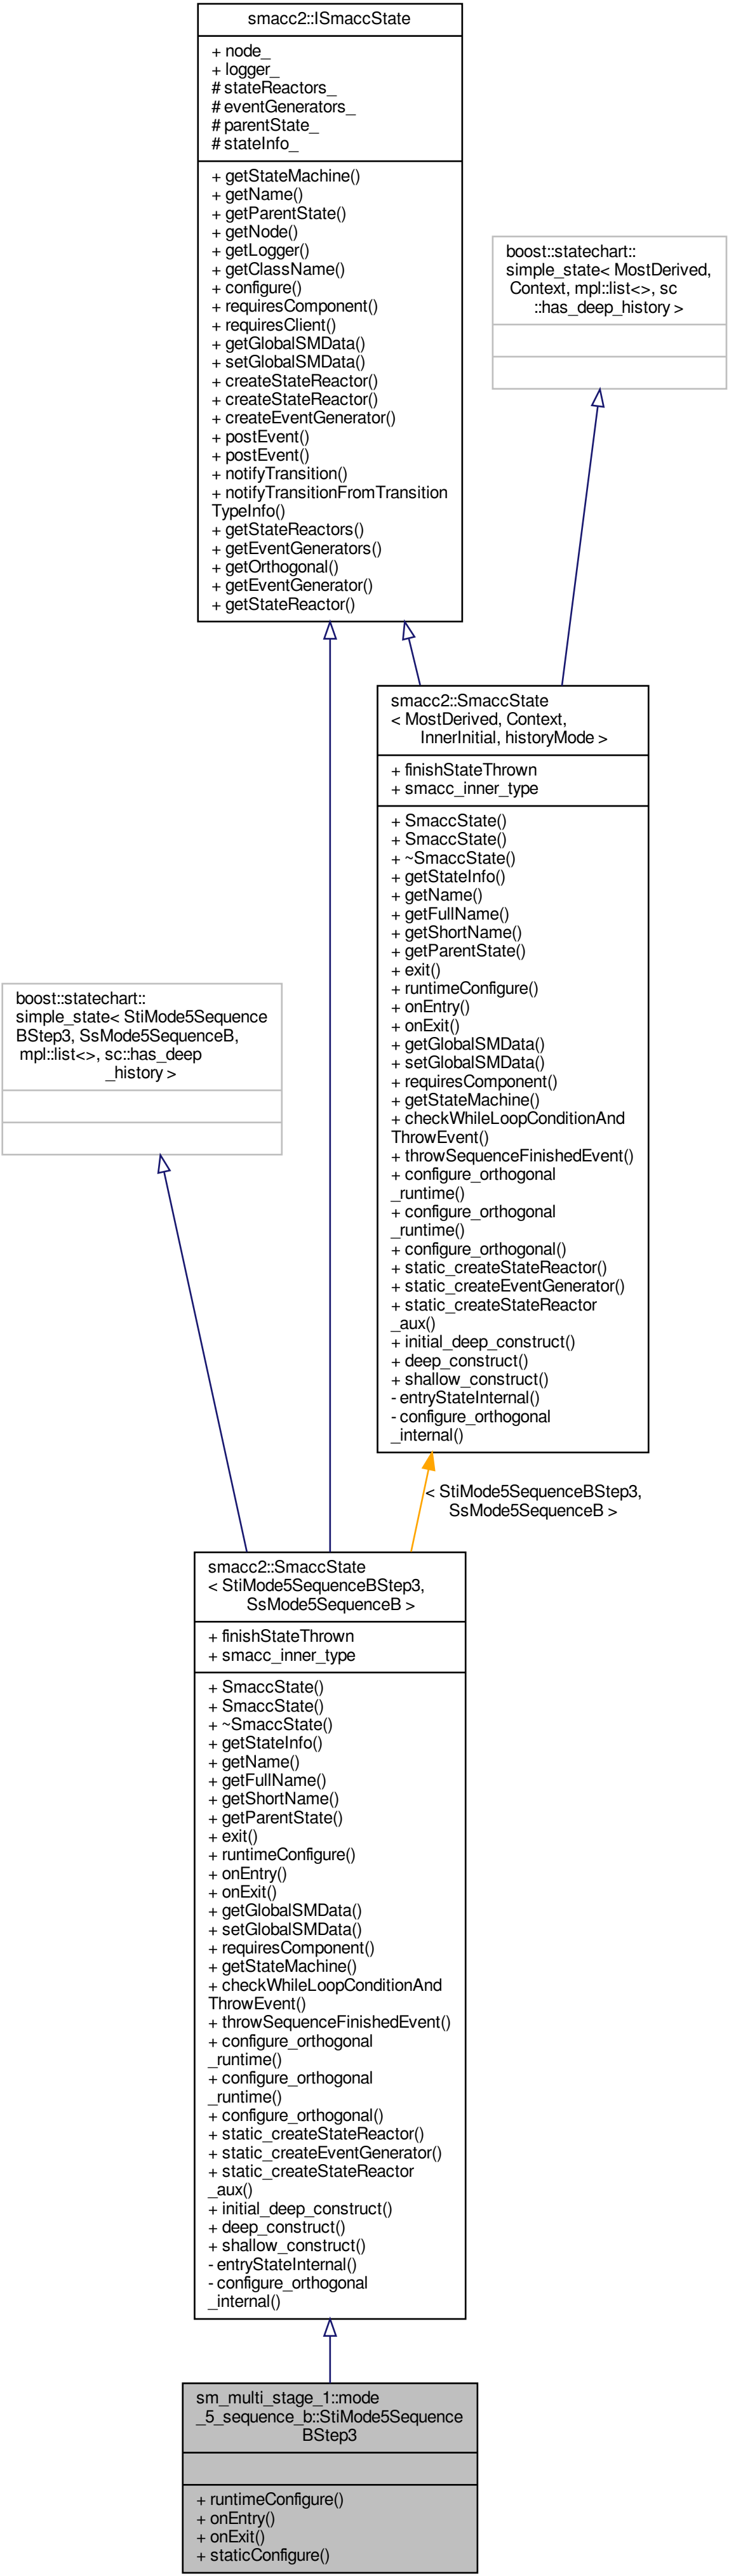 smacc2::ISmaccState
+ node_
+ logger_
# stateReactors_
# eventGenerators_
# parentState_
# stateInfo_
+ getStateMachine()
+ getName()
+ getParentState()
+ getNode()
+ getLogger()
+ getClassName()
+ configure()
+ requiresComponent()
+ requiresClient()
+ getGlobalSMData()
+ setGlobalSMData()
+ createStateReactor()
+ createStateReactor()
+ createEventGenerator()
+ postEvent()
+ postEvent()
+ notifyTransition()
+ notifyTransitionFromTransition
TypeInfo()
+ getStateReactors()
+ getEventGenerators()
+ getOrthogonal()
+ getEventGenerator()
+ getStateReactor()
boost::statechart::
simple_state< MostDerived,
Context, mpl::list<>, sc
::has_deep_history >
smacc2::SmaccState
< MostDerived, Context,
InnerInitial, historyMode >
+ finishStateThrown
+ smacc_inner_type
+ SmaccState()
+ SmaccState()
+ ~SmaccState()
+ getStateInfo()
+ getName()
+ getFullName()
+ getShortName()
+ getParentState()
+ exit()
+ runtimeConfigure()
+ onEntry()
+ onExit()
+ getGlobalSMData()
+ setGlobalSMData()
+ requiresComponent()
+ getStateMachine()
+ checkWhileLoopConditionAnd
ThrowEvent()
+ throwSequenceFinishedEvent()
+ configure_orthogonal
_runtime()
+ configure_orthogonal
_runtime()
+ configure_orthogonal()
+ static_createStateReactor()
+ static_createEventGenerator()
+ static_createStateReactor
_aux()
+ initial_deep_construct()
+ deep_construct()
+ shallow_construct()
- entryStateInternal()
- configure_orthogonal
_internal()
boost::statechart::
simple_state< StiMode5Sequence
BStep3, SsMode5SequenceB,
mpl::list<>, sc::has_deep
_history >
< StiMode5SequenceBStep3,
SsMode5SequenceB >
smacc2::SmaccState
< StiMode5SequenceBStep3,
SsMode5SequenceB >
+ finishStateThrown
+ smacc_inner_type
+ SmaccState()
+ SmaccState()
+ ~SmaccState()
+ getStateInfo()
+ getName()
+ getFullName()
+ getShortName()
+ getParentState()
+ exit()
+ runtimeConfigure()
+ onEntry()
+ onExit()
+ getGlobalSMData()
+ setGlobalSMData()
+ requiresComponent()
+ getStateMachine()
+ checkWhileLoopConditionAnd
ThrowEvent()
+ throwSequenceFinishedEvent()
+ configure_orthogonal
_runtime()
+ configure_orthogonal
_runtime()
+ configure_orthogonal()
+ static_createStateReactor()
+ static_createEventGenerator()
+ static_createStateReactor
_aux()
+ initial_deep_construct()
+ deep_construct()
+ shallow_construct()
- entryStateInternal()
- configure_orthogonal
_internal()
sm_multi_stage_1::mode
_5_sequence_b::StiMode5Sequence
BStep3
+ runtimeConfigure()
+ onEntry()
+ onExit()
+ staticConfigure()